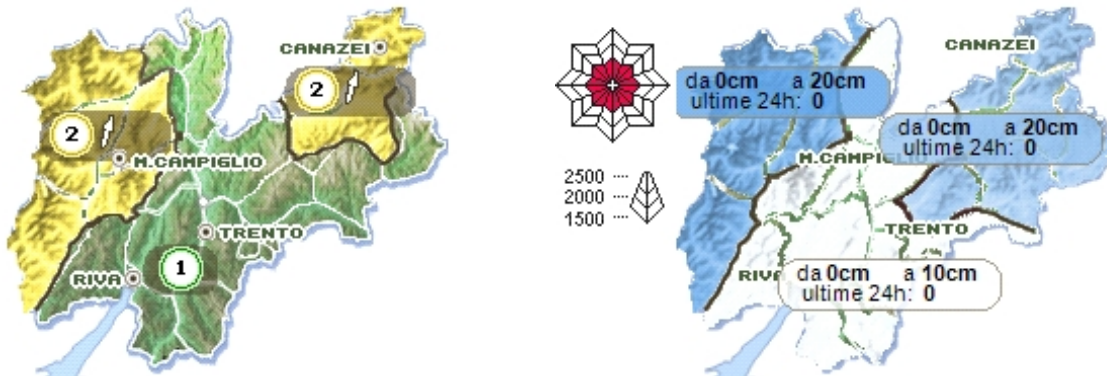 CANAZEI
2
2
M.CAMPIGLIO
TRENTO
1
RIVA
CANAZEI
da 0cm a 20cm
ultime 24h: 0
da 0cm a 20cm
ultime 24h: 0
M.CAMPIGLIO
2500
2000
1500
TRENTO
RIVA
da 0cm a 10cm
ultime 24h: 0